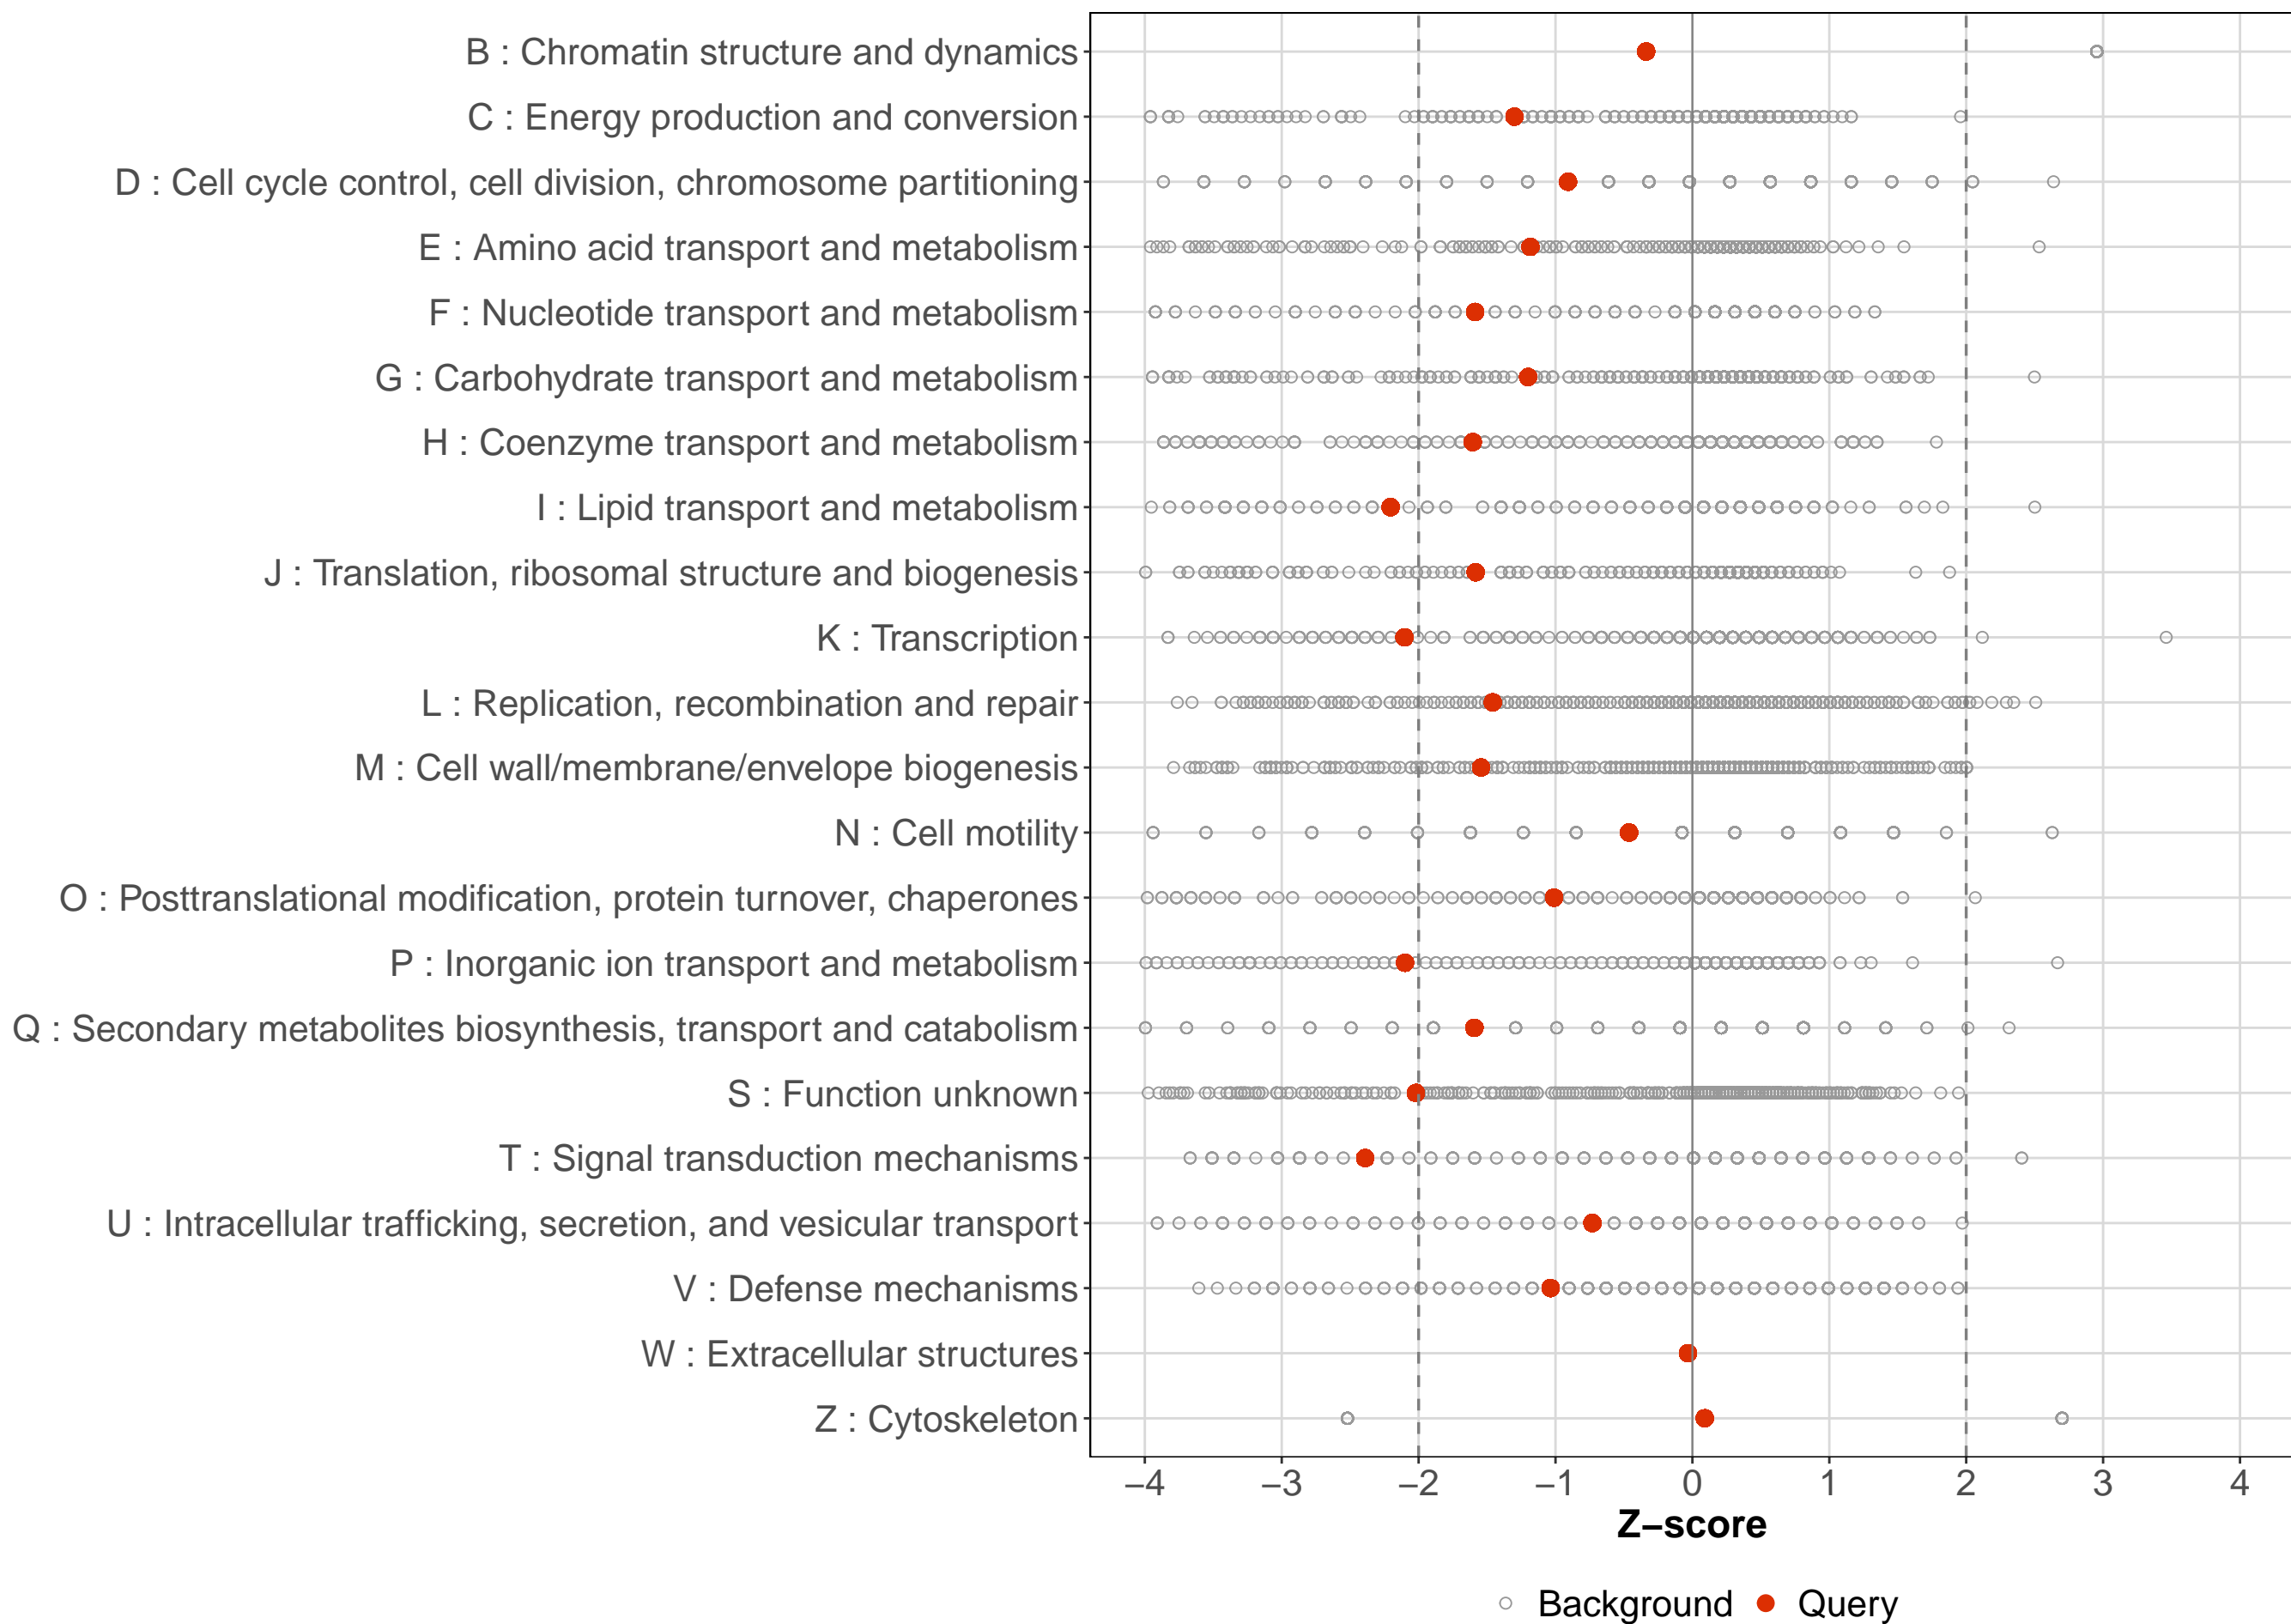 B : Chromatin structure and dynamics
C : Energy production and conversion
D : Cell cycle control, cell division, chromosome partitioning
E : Amino acid transport and metabolism
F : Nucleotide transport and metabolism
G : Carbohydrate transport and metabolism
H : Coenzyme transport and metabolism
I : Lipid transport and metabolism
J : Translation, ribosomal structure and biogenesis
K : Transcription
L : Replication, recombination and repair
M : Cell wall/membrane/envelope biogenesis
N : Cell motility
O : Posttranslational modification, protein turnover, chaperones
P : Inorganic ion transport and metabolism
Q : Secondary metabolites biosynthesis, transport and catabolism
S : Function unknown
T : Signal transduction mechanisms
U : Intracellular trafficking, secretion, and vesicular transport
V : Defense mechanisms
W : Extracellular structures
Z : Cytoskeleton
−4 −3 −2 −1 0 1 2 3 4
Z−score
Background Query